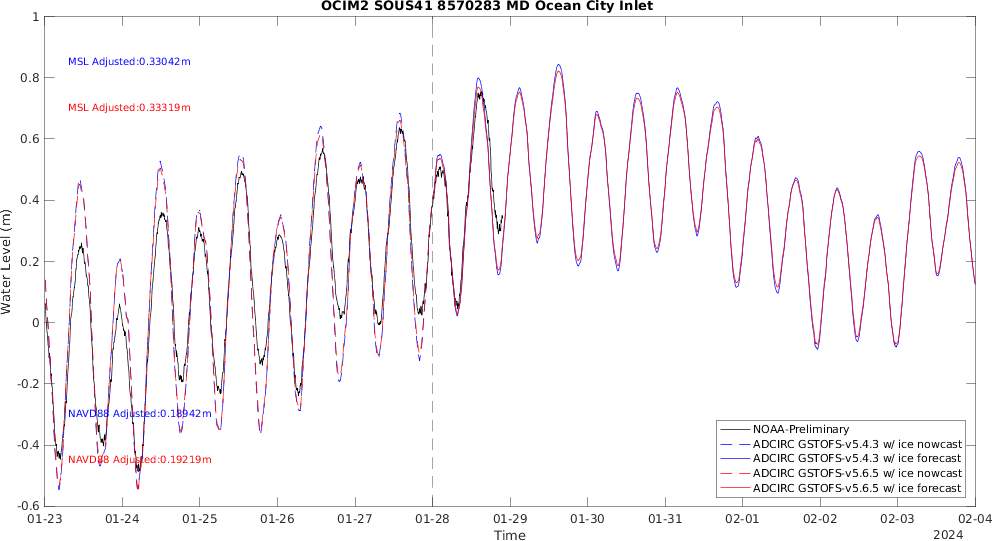 OCIM2 SOUS41 8570283 MD Ocean City Inlet
1
0.8
0.6
0.4
0.2
0
-0.2
-0.4
-0.6
Water Level (m)
MSL Adjusted:0.33042m
MSL Adjusted:0.33319m
NAVD88 Adjusted:0.18942m
NAVD88 Adjusted:0.19219m
NOAA-Preliminary
ADCIRC GSTOFS-v5.4.3 w/ ice nowcast
ADCIRC GSTOFS-v5.4.3 w/ ice forecast
ADCIRC GSTOFS-v5.6.5 w/ ice nowcast
ADCIRC GSTOFS-v5.6.5 w/ ice forecast
01-23 01-24 01-25 01-26 01-27 01-28 01-29 01-30 01-31 02-01 02-02 02-03 02-04
Time
2024